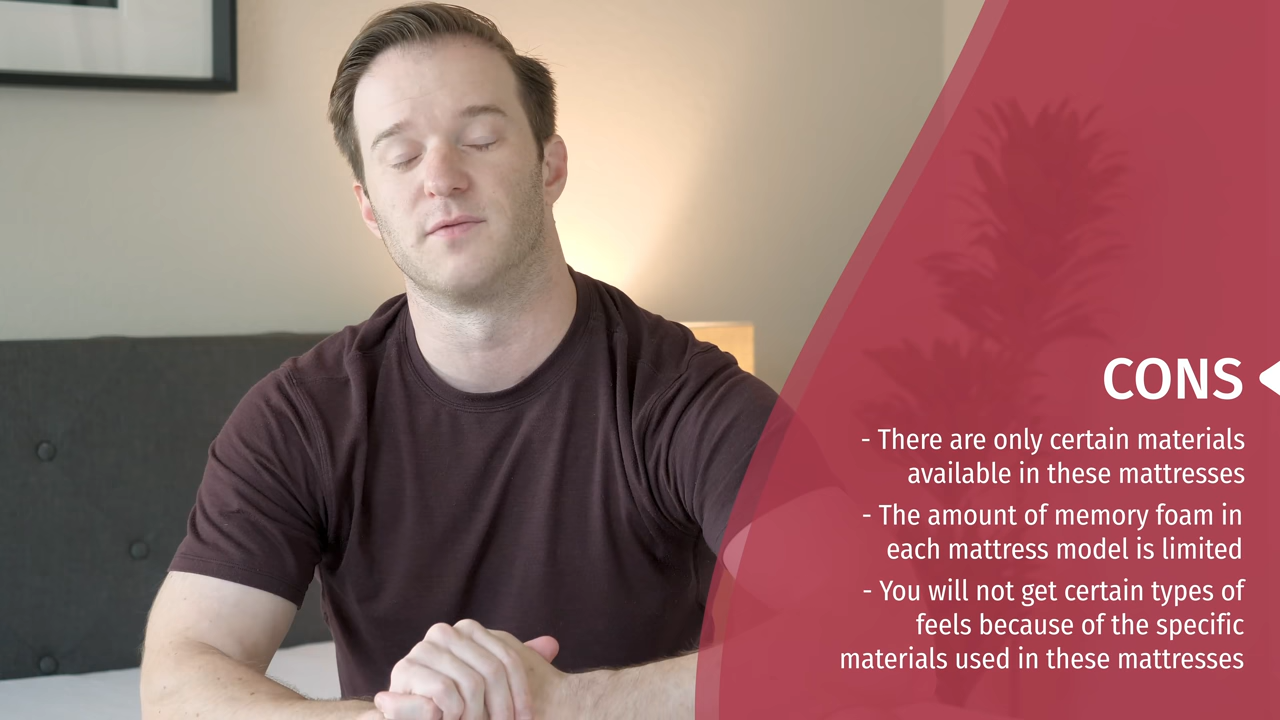 CONS
- There are only certain materials
available in these mattresses
- The amount of memory foam in
each mattress model is limited
- You will not get certain types of
feels because of the specific
materials used in these mattresses